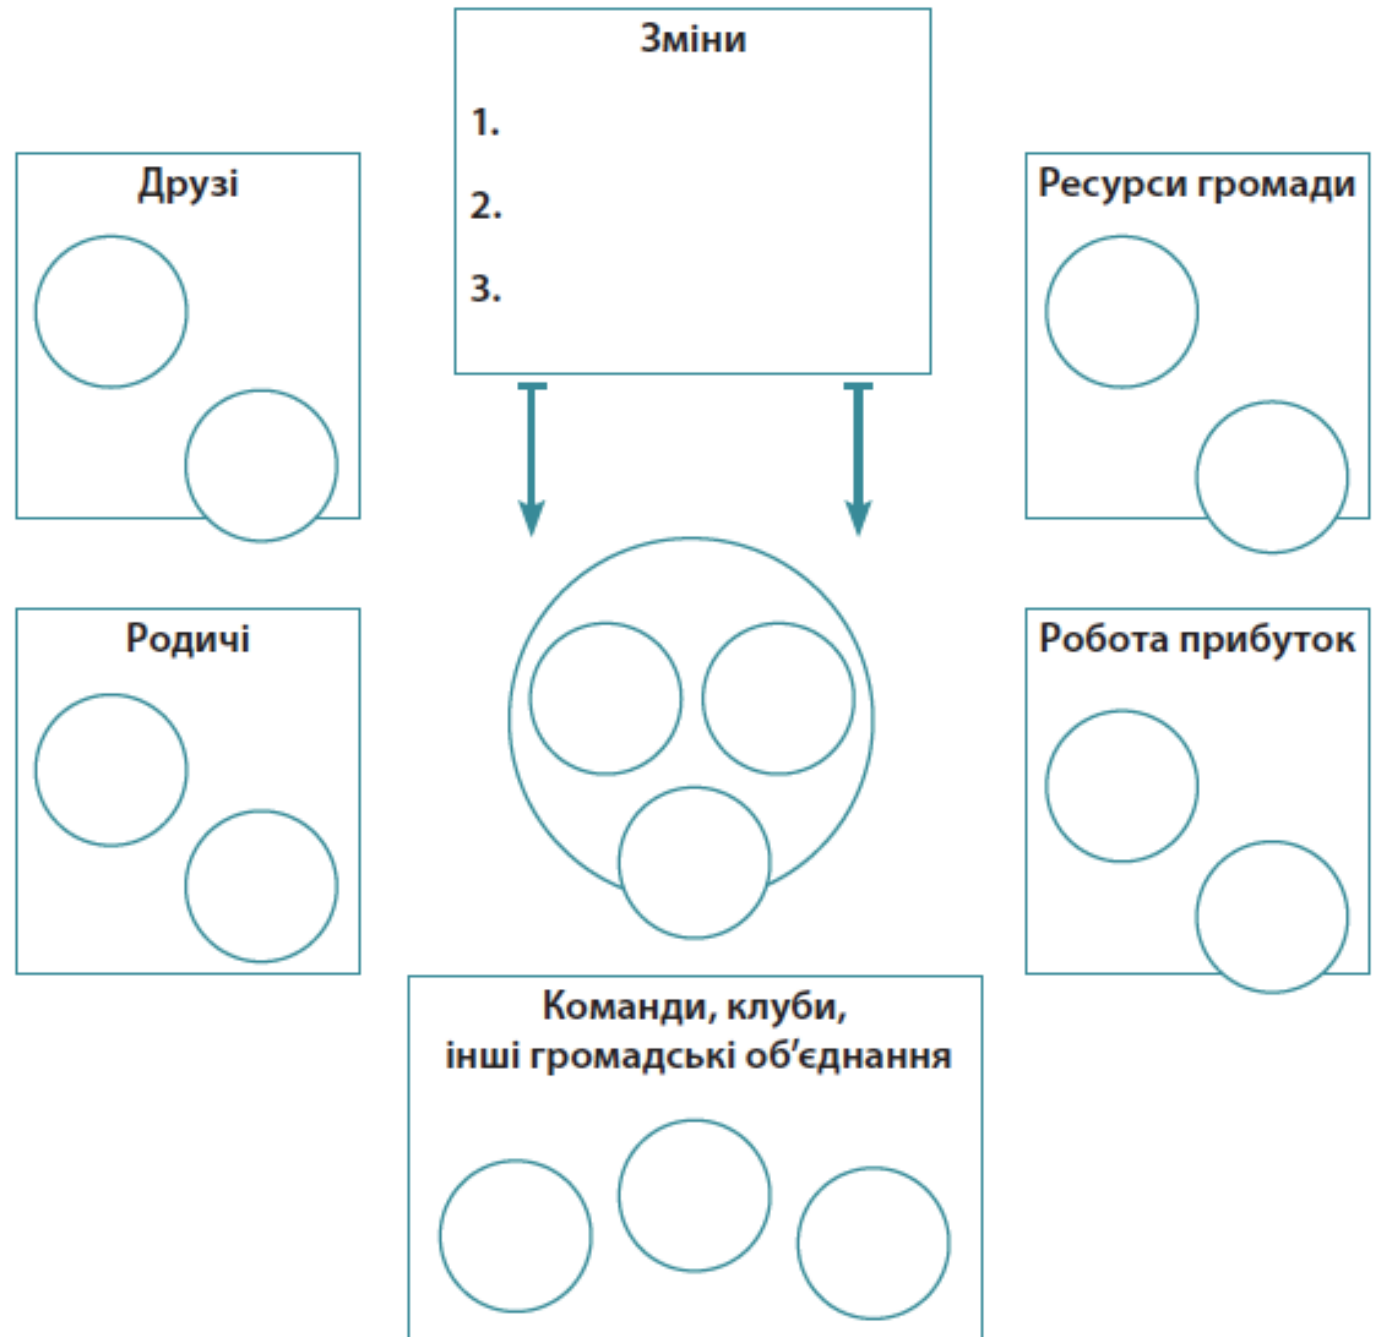 Зміни
1.
2.
3.
Друзі
Ресурси громади
Родичі
Робота прибуток
Команди, клуби,
інші громадські об’єднання